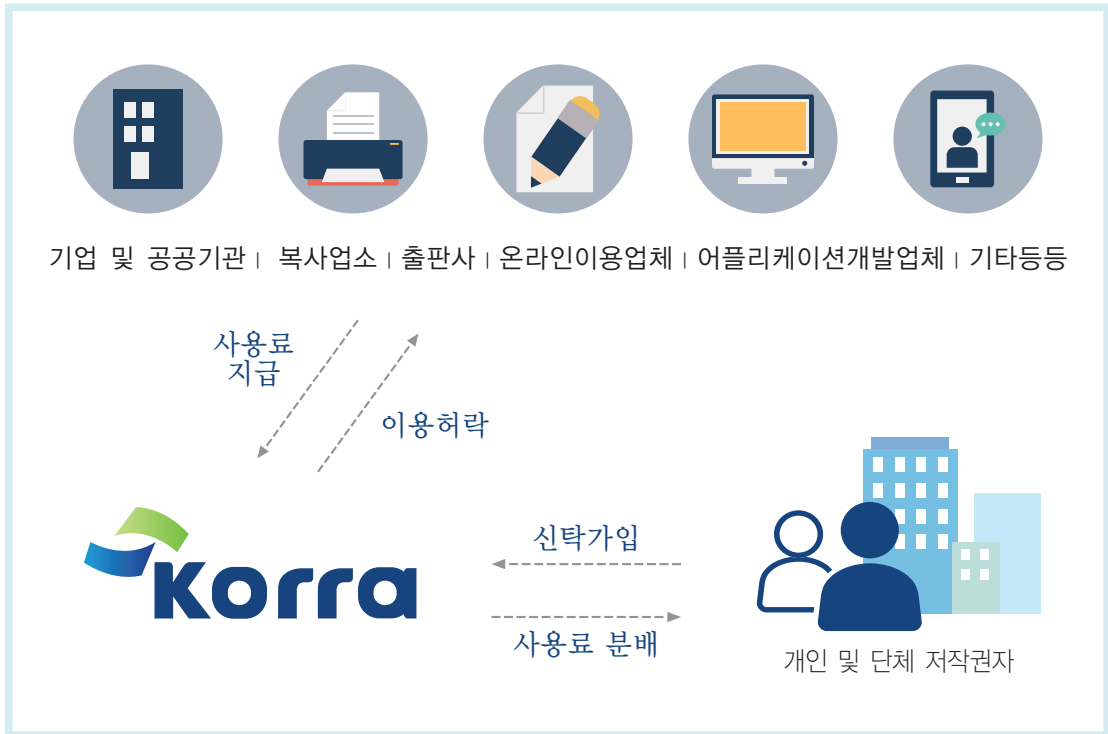 기업 및 공공기관 | 복사업소 | 출판사 | 온라인이용업체 | 어플리케이션개발업체 | 기타등등
사용료
지급
이용허락
신탁가입
Korra
사용료 분배
개인 및 단체 저작권자